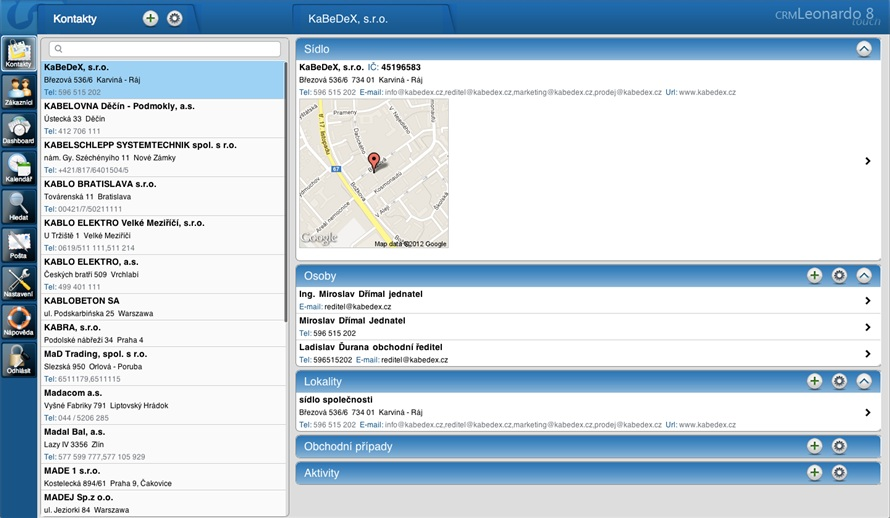 Kontakty
KaBeDeX, s.r.o.
CRMLeonardo 8
touch
Kontakty
Zákazníci
Dashboard
Kalendář
Hledat
Pošta
Nastavení
Nápověda
Odhlásit
KaBeDeX, s.r.o.
Březová 536/6 Karviná - Ráj
Tel: 596 515 202
KABELOVNA Děčín - Podmokly, a.s.
Ústecká 33 Děčín
Tel: 412 706 111
KABELSCHLEPP SYSTEMTECHNIK spol. s r.o.
nám. Gy. Széchényiho 11 Nové Zámky
Tel: +421/817/6401504/5
KABLO BRATISLAVA s.r.o.
Továrenská 11 Bratislava
Tel: 00421/7/50211111
KABLO ELEKTRO Velké Meziříčí, s.r.o.
U Tržiště 1 Velké Meziříčí
Tel: 0619/511 111,511 214
KABLO ELEKTRO, a.s.
Českých bratří 509 Vrchlabí
Tel: 499 401 111
KABLOBETON SA
ul. Podskarbińska 25 Warszawa
KABRA, s.r.o.
Podolské nábřeží 34 Praha 4
MaD Trading, spol. s r.o.
Slezská 950 Orlová - Poruba
Tel: 6511179,6511115
Madacom a.s.
Vyšné Fabriky 791 Liptovský Hrádok
Tel: 044 / 5206 285
Madal Bal, a.s.
Lazy IV 3356 Zlín
Tel: 577 599 777,577 105 929
MADE 1 s.r.o.
Kostelecká 894/61 Praha 9, Čakovice
MADEJ Sp.z o.o.
ul. Jeziorki 84 Warszawa
Sídlo
KaBeDeX, s.r.o. IČ: 45196583
Březová 536/6 734 01 Karviná - Ráj
Tel: 596 515 202 E-mail: info@kabedex.cz,reditel@kabedex.cz,marketing@kabedex.cz,prodej@kabedex.cz Url: www.kabedex.cz
Prameny
V. Nejedlého
17. listopadu
67
Kosmonautů
Božkova
V Aleji
Google
Map data ©2012 Google
Osoby
Ing. Miroslav Dřímal jednatel
E-mail: reditel@kabedex.cz
Miroslav Dřímal Jednatel
Tel: 596 515 202
Ladislav Ďurana obchodní ředitel
Tel: 596515202 E-mail: reditel@kabedex.cz
Lokality
sídlo společnosti
Březová 536/6 734 01 Karviná - Ráj
Tel: 596 515 202 E-mail: info@kabedex.cz,reditel@kabedex.cz,marketing@kabedex.cz,prodej@kabedex.cz Url: www.kabedex.cz
Obchodní případy
Aktivity